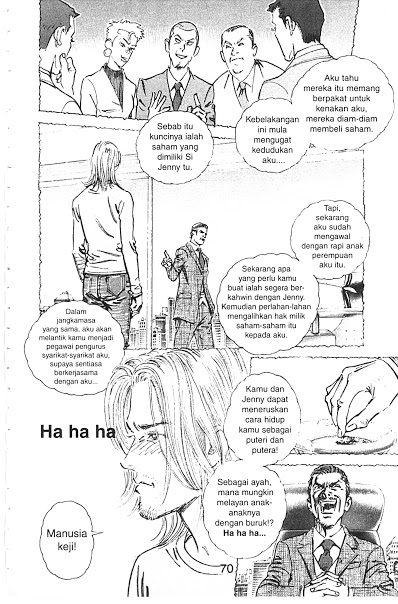 Aku tahu
mereka itu memang
berpakat untuk
kenakan aku,
mereka diam-diam
membeli saham.
Kebelakangan
ini mula
mengugat
kedudukan
aku....
Sebab itu
kuncinya ialah
saham yang
dimiliki Si
Jenny tu.
Tapi,
sekarang
aku sudah
mengawal
dengan rapi anak
perempuan
aku itu.
Sekarang apa
yang perlu kamu
buat ialah segera ber-
kahwin dengan Jenny.
Kemudian perlahan-lahan
mengalihkan hak milik
saham-saham itu
kepada aku.
Dalam
jangkamasa
yang sama, aku akan
melantik kamu menjadi
pegawai pengurus
syarikat-syarikat aku,
supaya sentiasa
berkerjasama
dengan aku...
Kamu dan
Jenny dapat
meneruskan
cara hidup
kamu sebagai
puteri dan
putera!
Ha ha ha
Sebagai ayah,
mana mungkin
melayan anak-
anaknya
dengan buruk!?
Ha ha ha...
Manusia
keji!
70